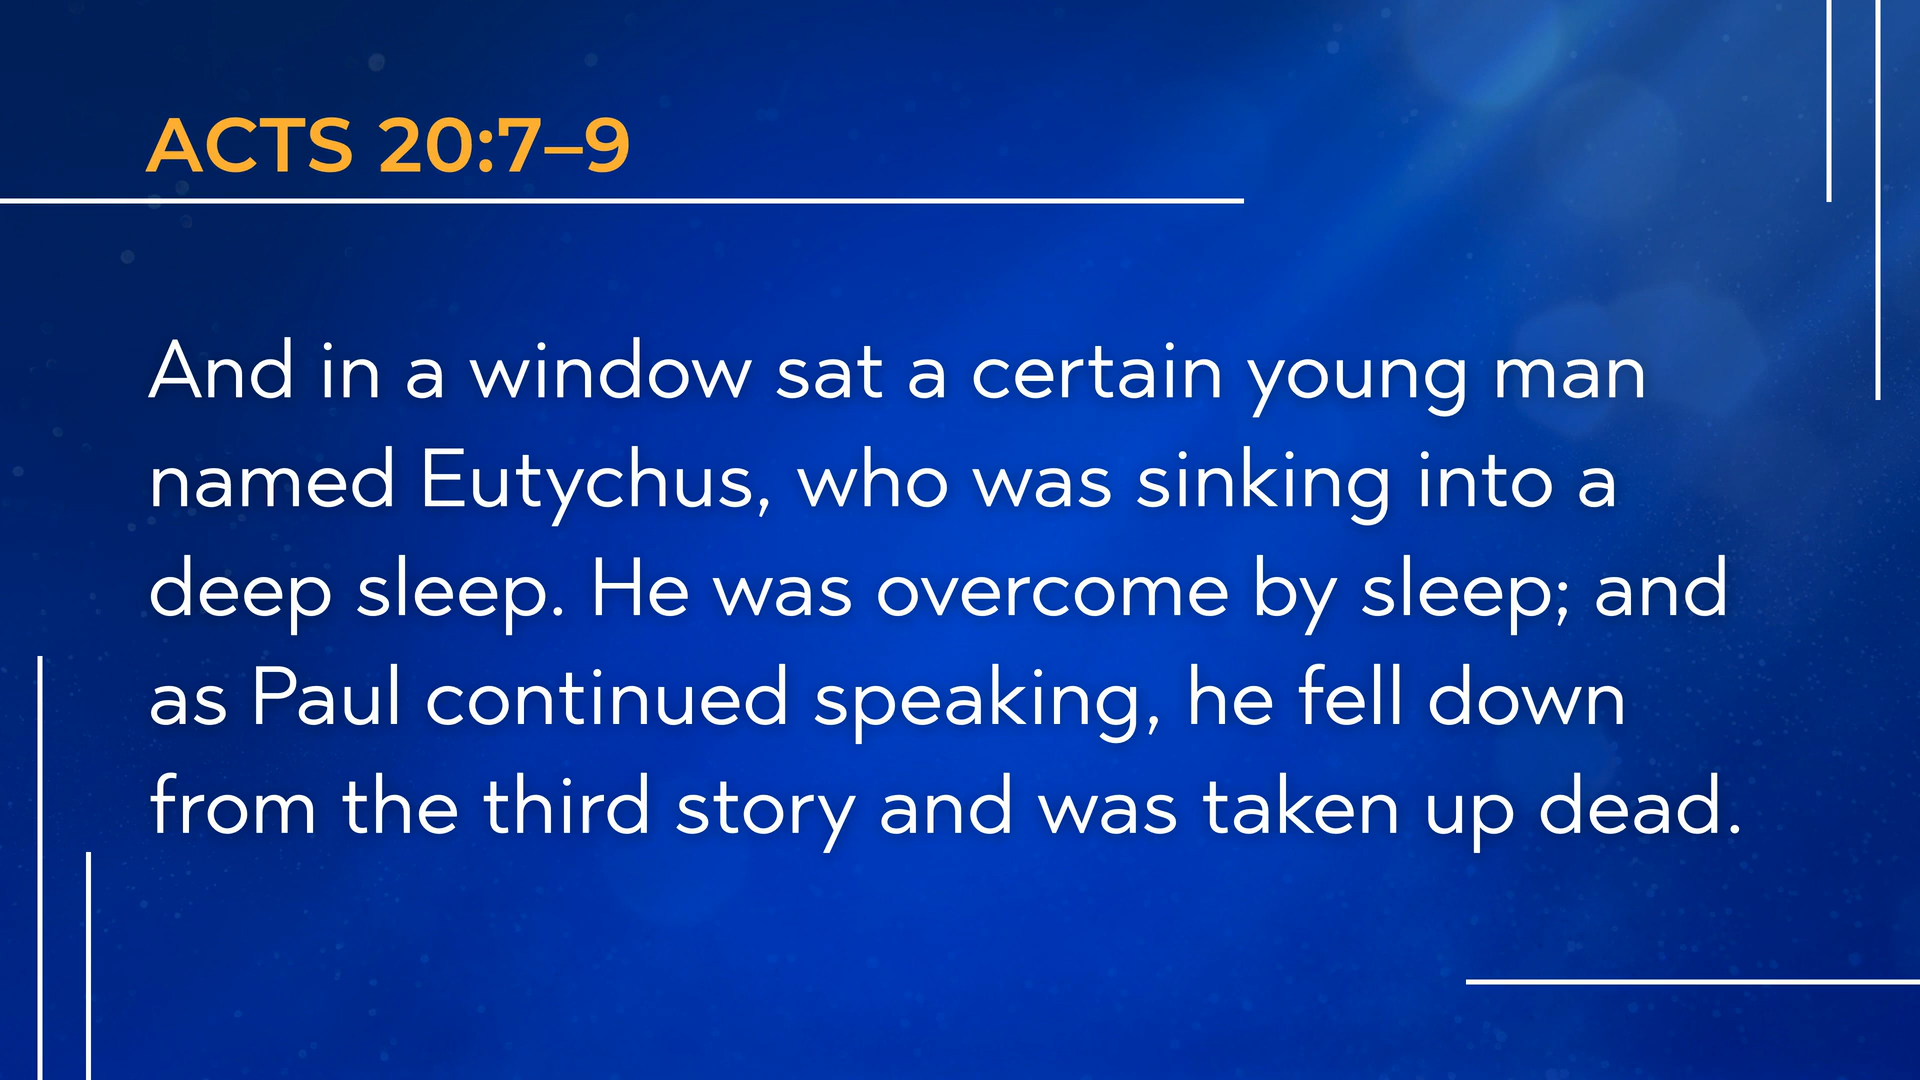 ACTS 20:7–9
And in a window sat a certain young man
named Eutychus, who was sinking into a
deep sleep. He was overcome by sleep; and
as Paul continued speaking, he fell down
from the third story and was taken up dead.